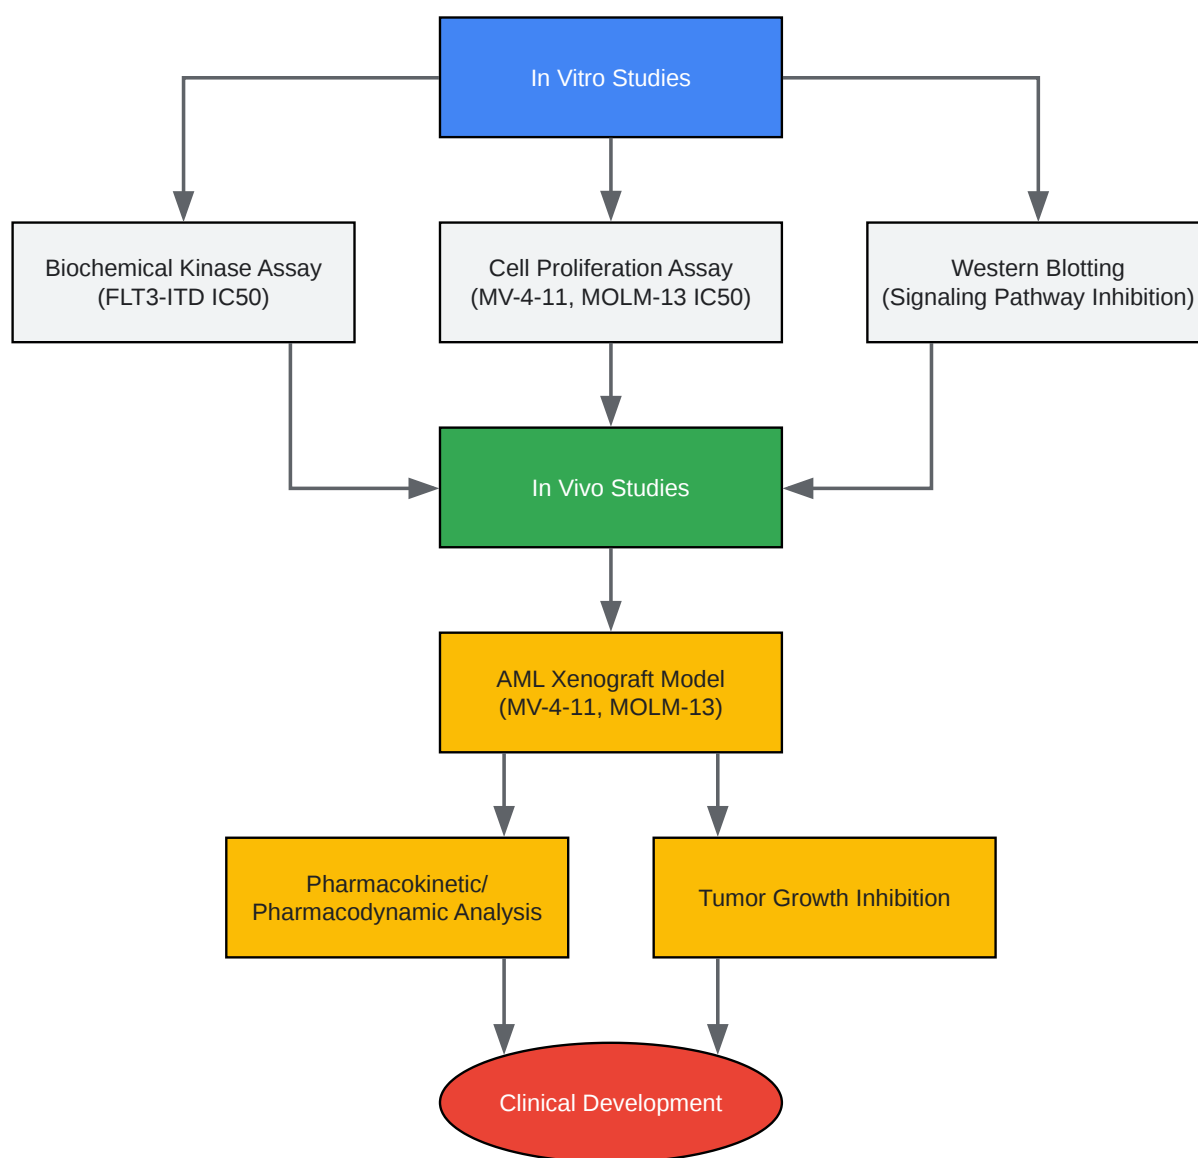 In Vitro Studies
Biochemical Kinase Assay
(FLT3-ITD IC50)
Cell Proliferation Assay
(MV-4-11, MOLM-13 IC50)
Western Blotting
(Signaling Pathway Inhibition)
In Vivo Studies
AML Xenograft Model
(MV-4-11, MOLM-13)
Pharmacokinetic/
Pharmacodynamic Analysis
Tumor Growth Inhibition
Clinical Development